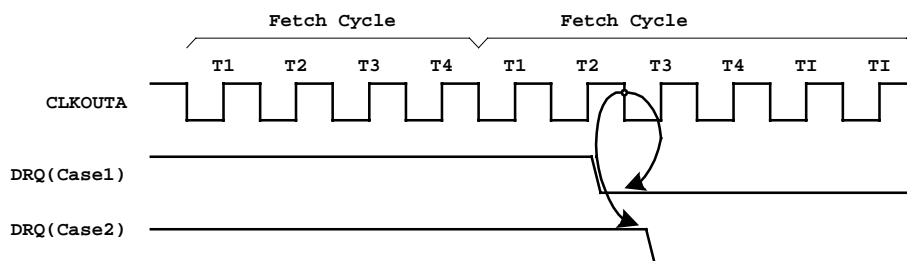 Fetch Cycle Fetch Cycle
T1 T2 T3 T4 T1 T2 T3 T4 TI TI
CLKOUTA
DRQ(Case1)
DRQ(Case2)